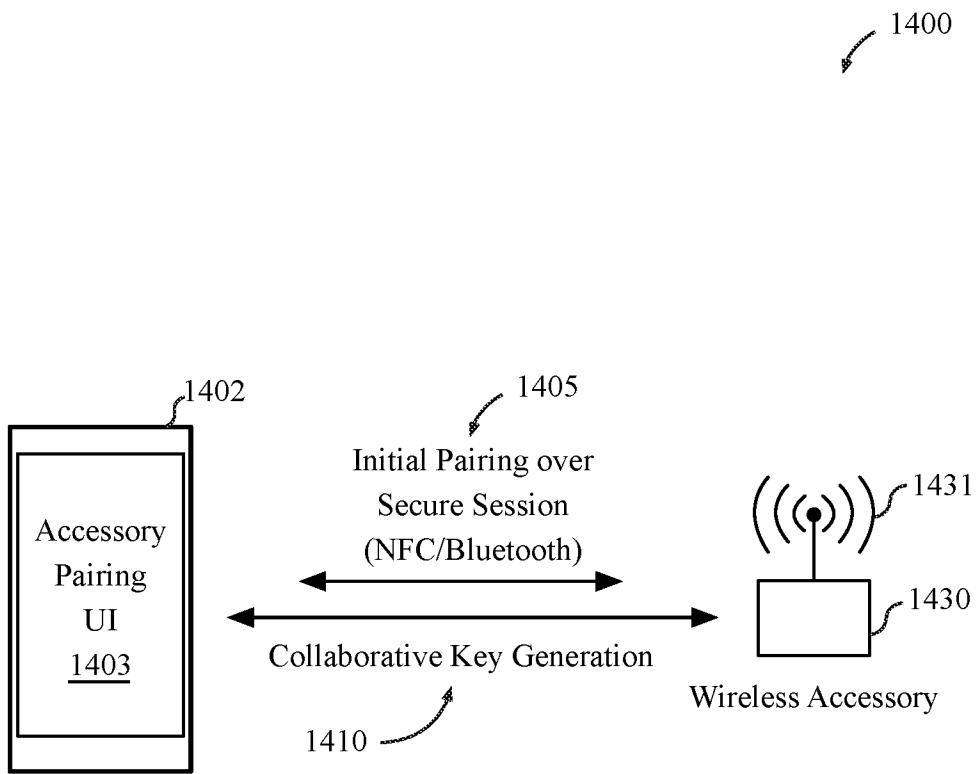 1400
1402
1405
Initial Pairing over
Secure Session
(NFC/Bluetooth)
1431
Accessory
Pairing
UI
1403
1430
Collaborative Key Generation
Wireless Accessory
1410